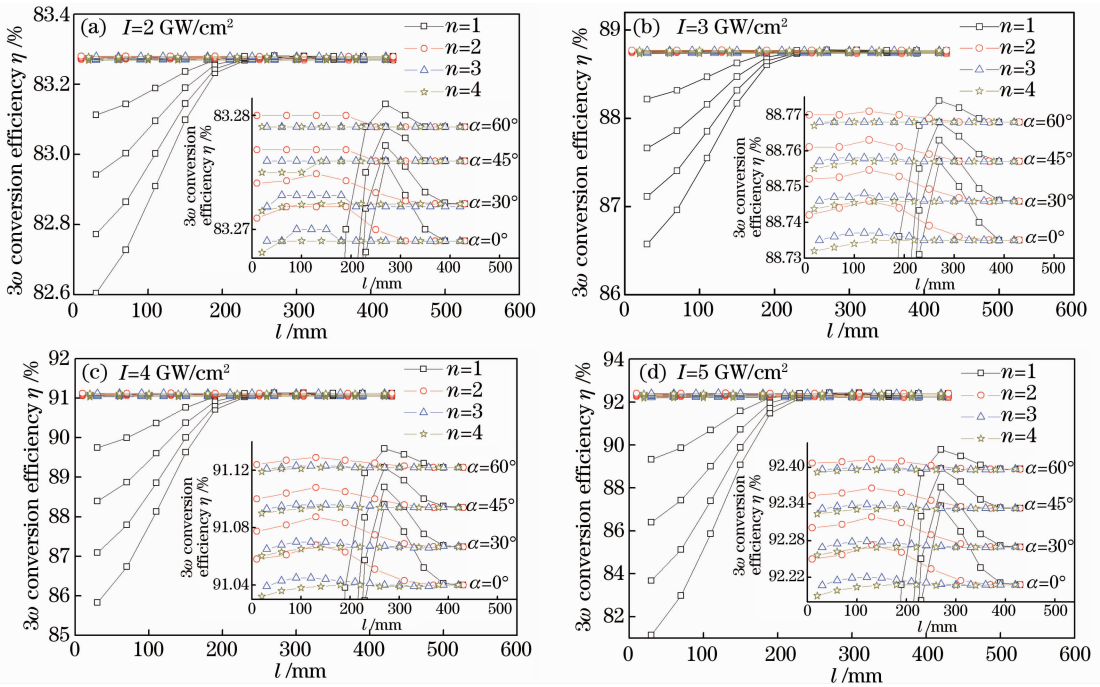 (a) I=2 GW/cm²
n=1
n=2
n=3
n=4
3ω conversion efficiency η /%
83.4
83.2
83.0
82.8
82.6
0 100 200 300 400 500 600
l /mm
3ω conversion
efficiency η /%
83.28
83.27
α=60°
α=45°
α=30°
α=0°
0 100 200 300 400 500
l /mm
(b) I=3 GW/cm²
n=1
n=2
n=3
n=4
3ω conversion efficiency η /%
89
88
87
86
0 100 200 300 400 500 600
l /mm
3ω conversion
efficiency η /%
88.77
88.75
88.74
88.73
α=60°
α=45°
α=30°
α=0°
0 100 200 300 400 500
l /mm
(c) I=4 GW/cm²
n=1
n=2
n=3
n=4
3ω conversion efficiency η /%
92
91
90
89
88
87
86
85
0 100 200 300 400 500 600
l /mm
3ω conversion
efficiency η /%
91.12
91.08
91.04
α=60°
α=45°
α=30°
α=0°
0 100 200 300 400 500
l /mm
(d) I=5 GW/cm²
n=1
n=2
n=3
n=4
3ω conversion efficiency η /%
94
92
90
88
86
84
82
0 100 200 300 400 500 600
l /mm
3ω conversion
efficiency η /%
92.40
92.34
92.28
92.22
α=60°
α=45°
α=30°
α=0°
0 100 200 300 400 500
l /mm